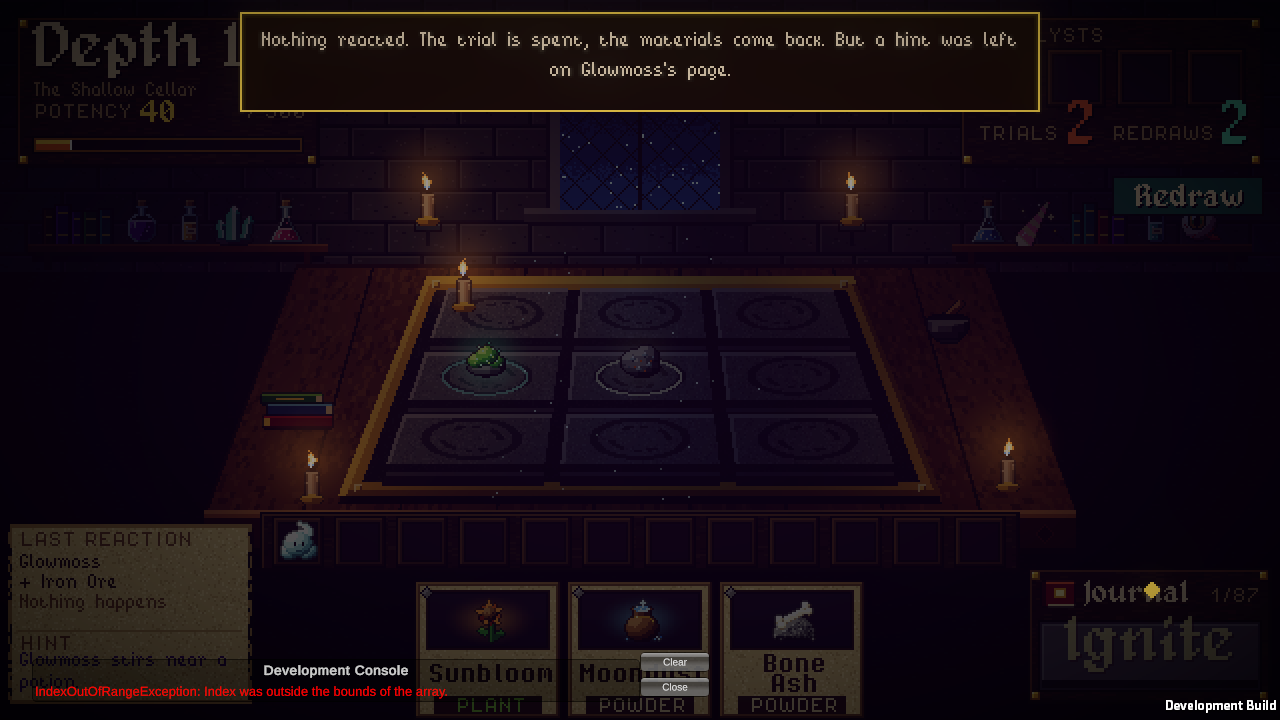 Nothing reacted. The trial is spent, the materials come back. But a hint was left
on Glowmoss's page.
Depth 1
The Shallow Cellar
POTENCY 40
TRIALS 2 REDRAWS 2
Redraw
LAST REACTION
Glowmoss
+ Iron Ore
Nothing happens
HINT
Glowmoss stirs near a
potion.
Sunbloom
PLANT
POWDER
Bone
Ash
POWDER
Journal 1/87
Ignite
Development Console
IndexOutOfRangeException: Index was outside the bounds of the array.
Clear
Close
Development Build